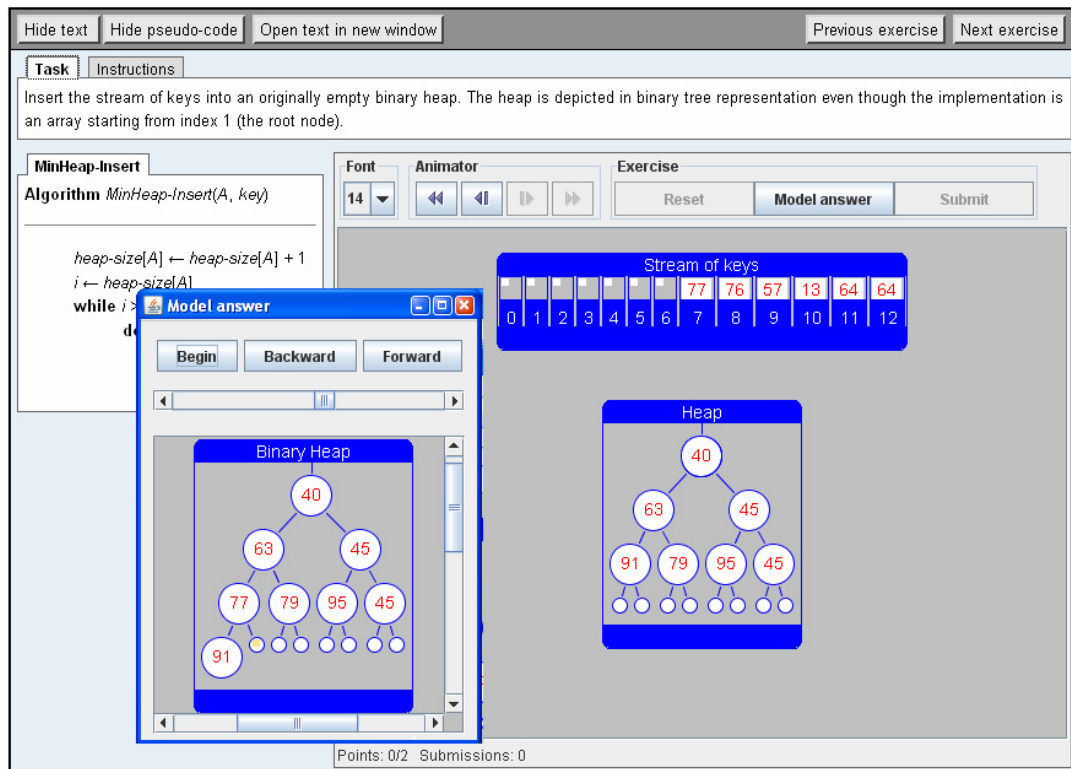 Hide text Hide pseudo-code Open text in new window Previous exercise Next exercise
Task Instructions
Insert the stream of keys into an originally empty binary heap. The heap is depicted in binary tree representation even though the implementation is
an array starting from index 1 (the root node).
MinHeap-Insert
Algorithm MinHeap-Insert(A, key)
heap-size[A] ← heap-size[A] + 1
i ← heap-size[A]
while i >
Font Animator Exercise
14 Reset Model answer Submit
Stream of keys
77 76 57 13 64 64
0 1 2 3 4 5 6 7 8 9 10 11 12
Model answer
Begin Backward Forward
Binary Heap
40
63 45
77 79 95 45
91
Heap
40
63 45
91 79 95 45
Points: 0/2 Submissions: 0